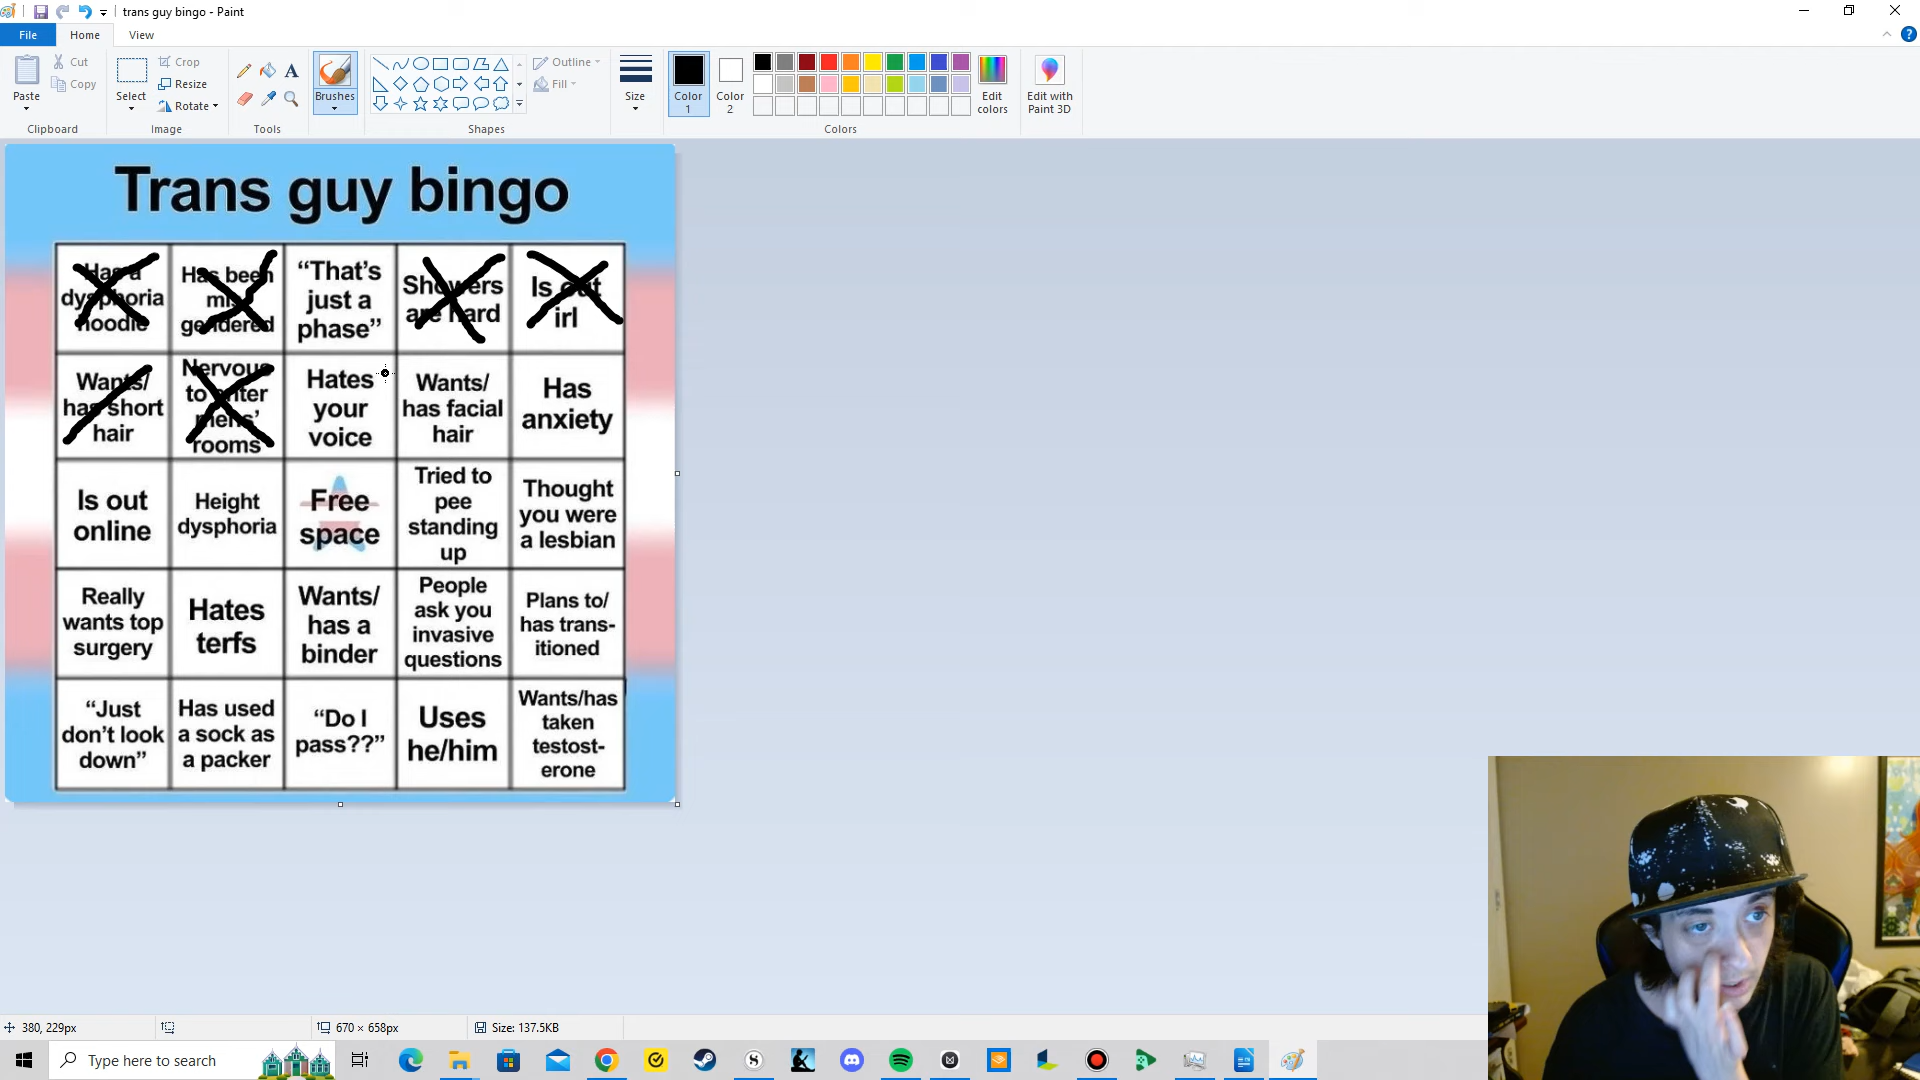 trans guy bingo - Paint
File
Home
View
Paste
Cut
Copy
Clipboard
Select
Crop
Resize
Rotate
Image
Tools
Brushes
Shapes
Outline
Fill
Size
Color
1
Color
2
Colors
Edit
colors
Edit with
Paint 3D
Trans guy bingo
Has a
dysphoria
hoodie
Has been
mis-
gendered
“That’s
just a
phase”
Showers
are hard
Is out
irl
Wants/
has short
hair
Nervous
to enter
mens’
rooms
Hates
your
voice
Wants/
has facial
hair
Has
anxiety
Is out
online
Height
dysphoria
Free
space
Tried to
pee
standing
up
Thought
you were
a lesbian
Really
wants top
surgery
Hates
terfs
Wants/
has a
binder
People
ask you
invasive
questions
Plans to/
has trans-
itioned
“Just
don’t look
down”
Has used
a sock as
a packer
“Do I
pass??”
Uses
he/him
Wants/has
taken
testost-
erone
380, 229px
670 × 658px
Size: 137.5KB
Type here to search